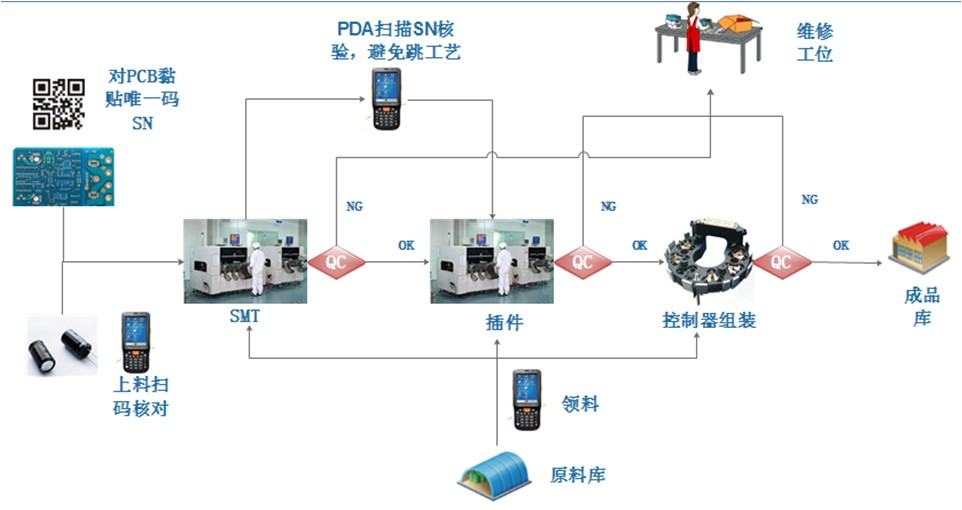 PDA扫描SN核
验，避免跳工艺
维修
工位
对PCB黏
贴唯一码
SN
NG
NG
NG
OK
OK
OK
QC
QC
QC
SMT
插件
控制器组装
成品
库
上料扫
码核对
领料
原料库